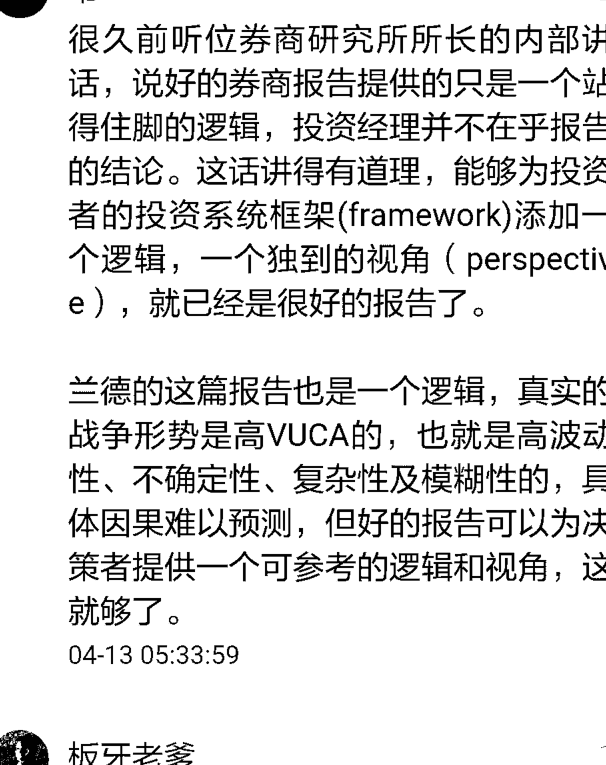 很久前听位券商研究所所长的内部讲
话，说好的券商报告提供的只是一个站
得住脚的逻辑，投资经理并不在乎报告
的结论。这话讲得有道理，能够为投资
者的投资系统框架(framework)添加一
个逻辑，一个独到的视角（perspectiv
e），就已经是很好的报告了。
兰德的这篇报告也是一个逻辑，真实的
战争形势是高VUCA的，也就是高波动
性、不确定性、复杂性及模糊性的，具
体因果难以预测，但好的报告可以为决
策者提供一个可参考的逻辑和视角，这
就够了。
04-13 05:33:59
板牙老爹